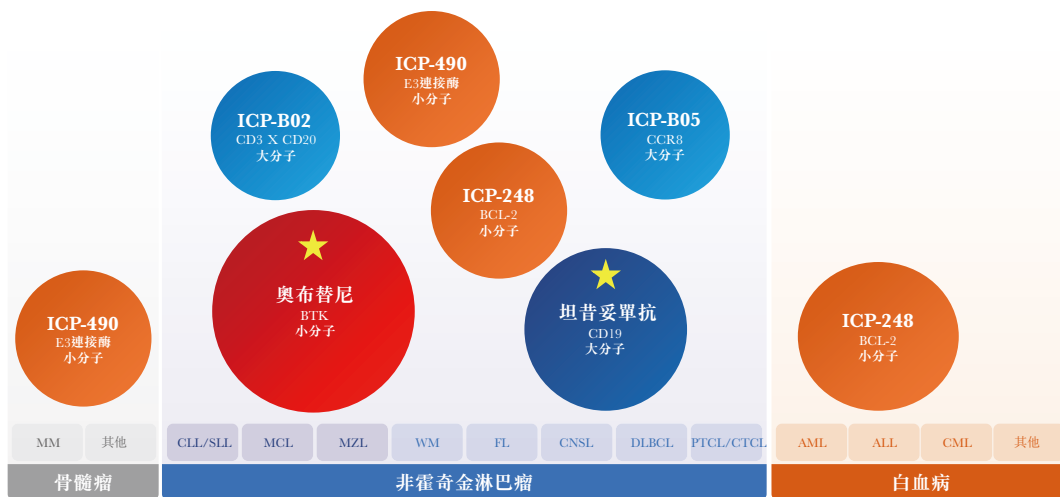 ICP-490
E3連接酶
小分子
ICP-B02
CD3 X CD20
大分子
ICP-B05
CCR8
大分子
ICP-248
BCL-2
小分子
奧布替尼
BTK
小分子
坦昔妥單抗
CD19
大分子
ICP-490
E3連接酶
小分子
ICP-248
BCL-2
小分子
MM 其他 CLL/SLL MCL MZL WM FL CNSL DLBCL PTCL/CTCL AML ALL CML 其他
骨髓瘤 非霍奇金淋巴瘤 白血病